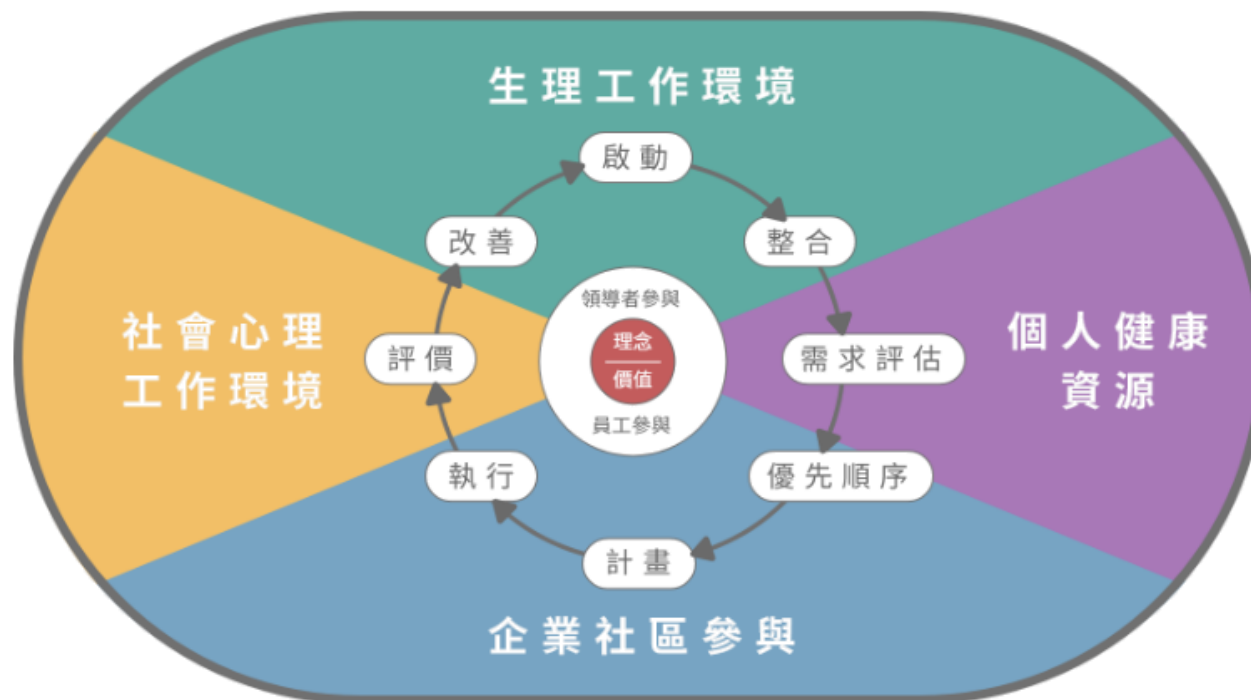 生理工作環境
啟動
改善
整合
領導者參與
社會心理
工作環境
評價
理念
價值
需求評估
個人健康
資源
員工參與
執行
優先順序
計畫
企業社區參與